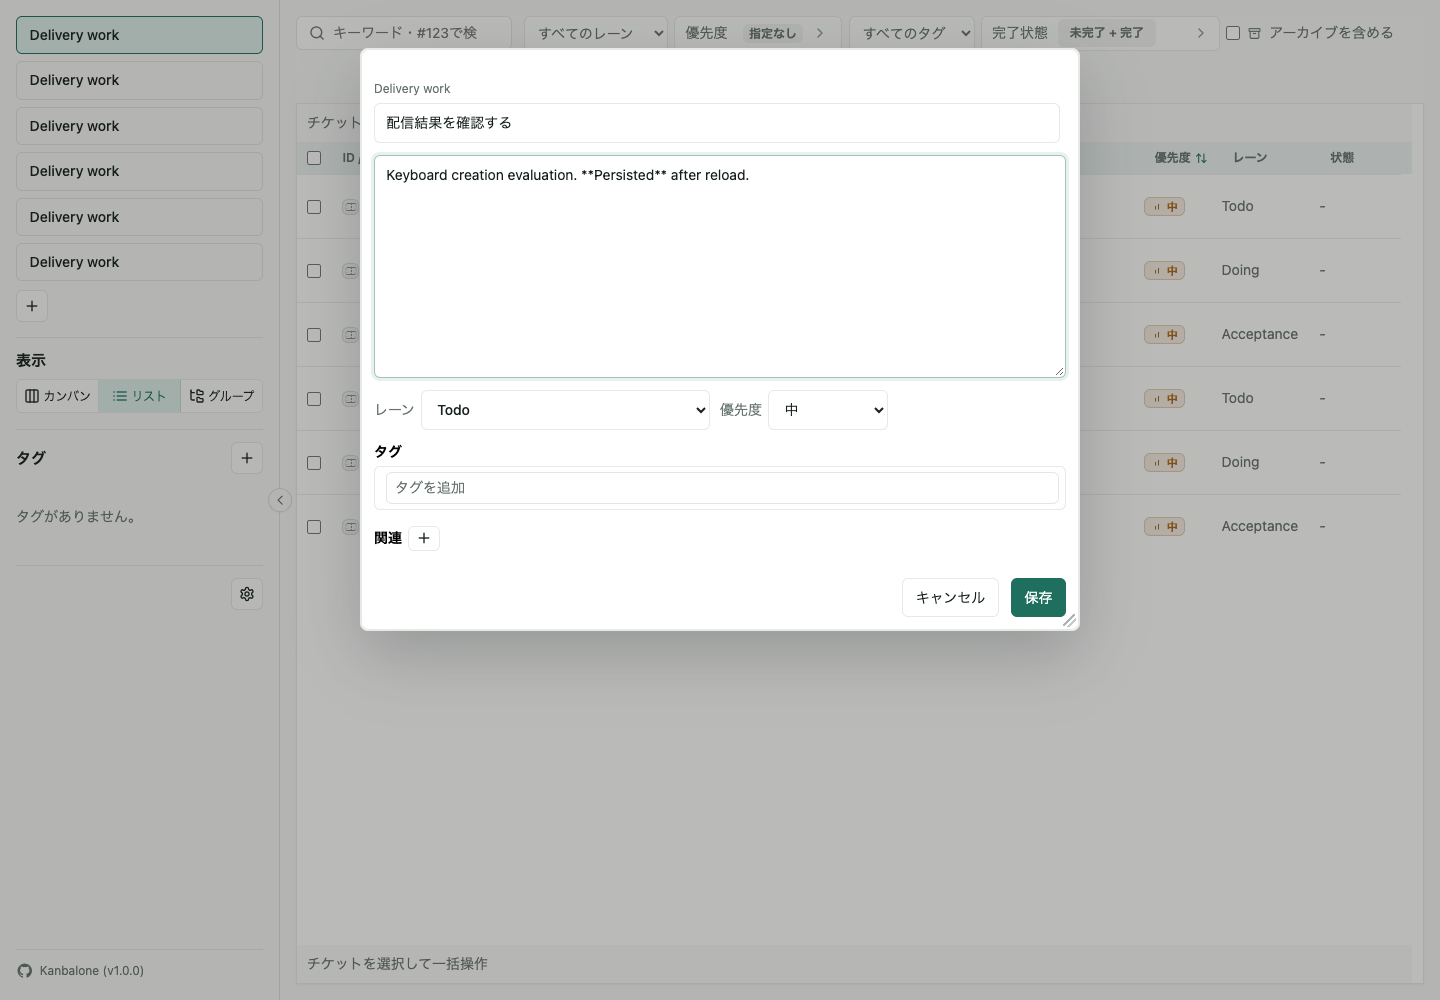 Delivery work
Delivery work
Delivery work
Delivery work
Delivery work
Delivery work
表示
カンバン
リスト
グループ
タグ
タグがありません。
Kanbalone (v1.0.0)
キーワード・#123で検
すべてのレーン
優先度 指定なし
すべてのタグ
完了状態 未完了 + 完了
アーカイブを含める
チケット
ID
優先度 レーン 状態
中 Todo -
中 Doing -
中 Acceptance -
中 Todo -
中 Doing -
中 Acceptance -
チケットを選択して一括操作
Delivery work
配信結果を確認する
Keyboard creation evaluation. **Persisted** after reload.
レーン Todo 優先度 中
タグ
タグを追加
関連
キャンセル 保存